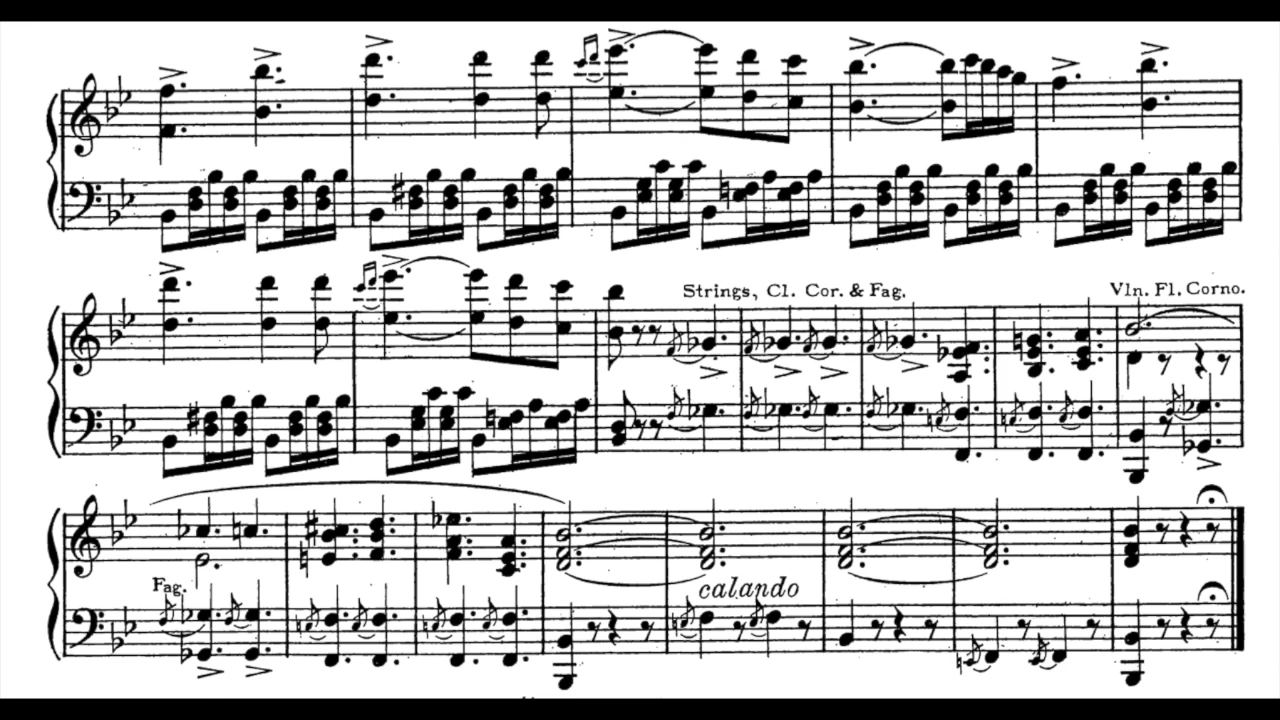 Strings, Cl. Cor. & Fag.
Vln. Fl. Corno.
Fag.
calando